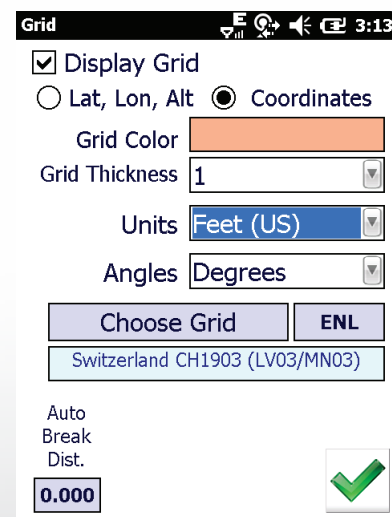 Grid E 3:13
Display Grid
Lat, Lon, Alt Coordinates
Grid Color
Grid Thickness 1
Units Feet (US)
Angles Degrees
Choose Grid ENL
Switzerland CH1903 (LV03/MN03)
Auto
Break
Dist.
0.000